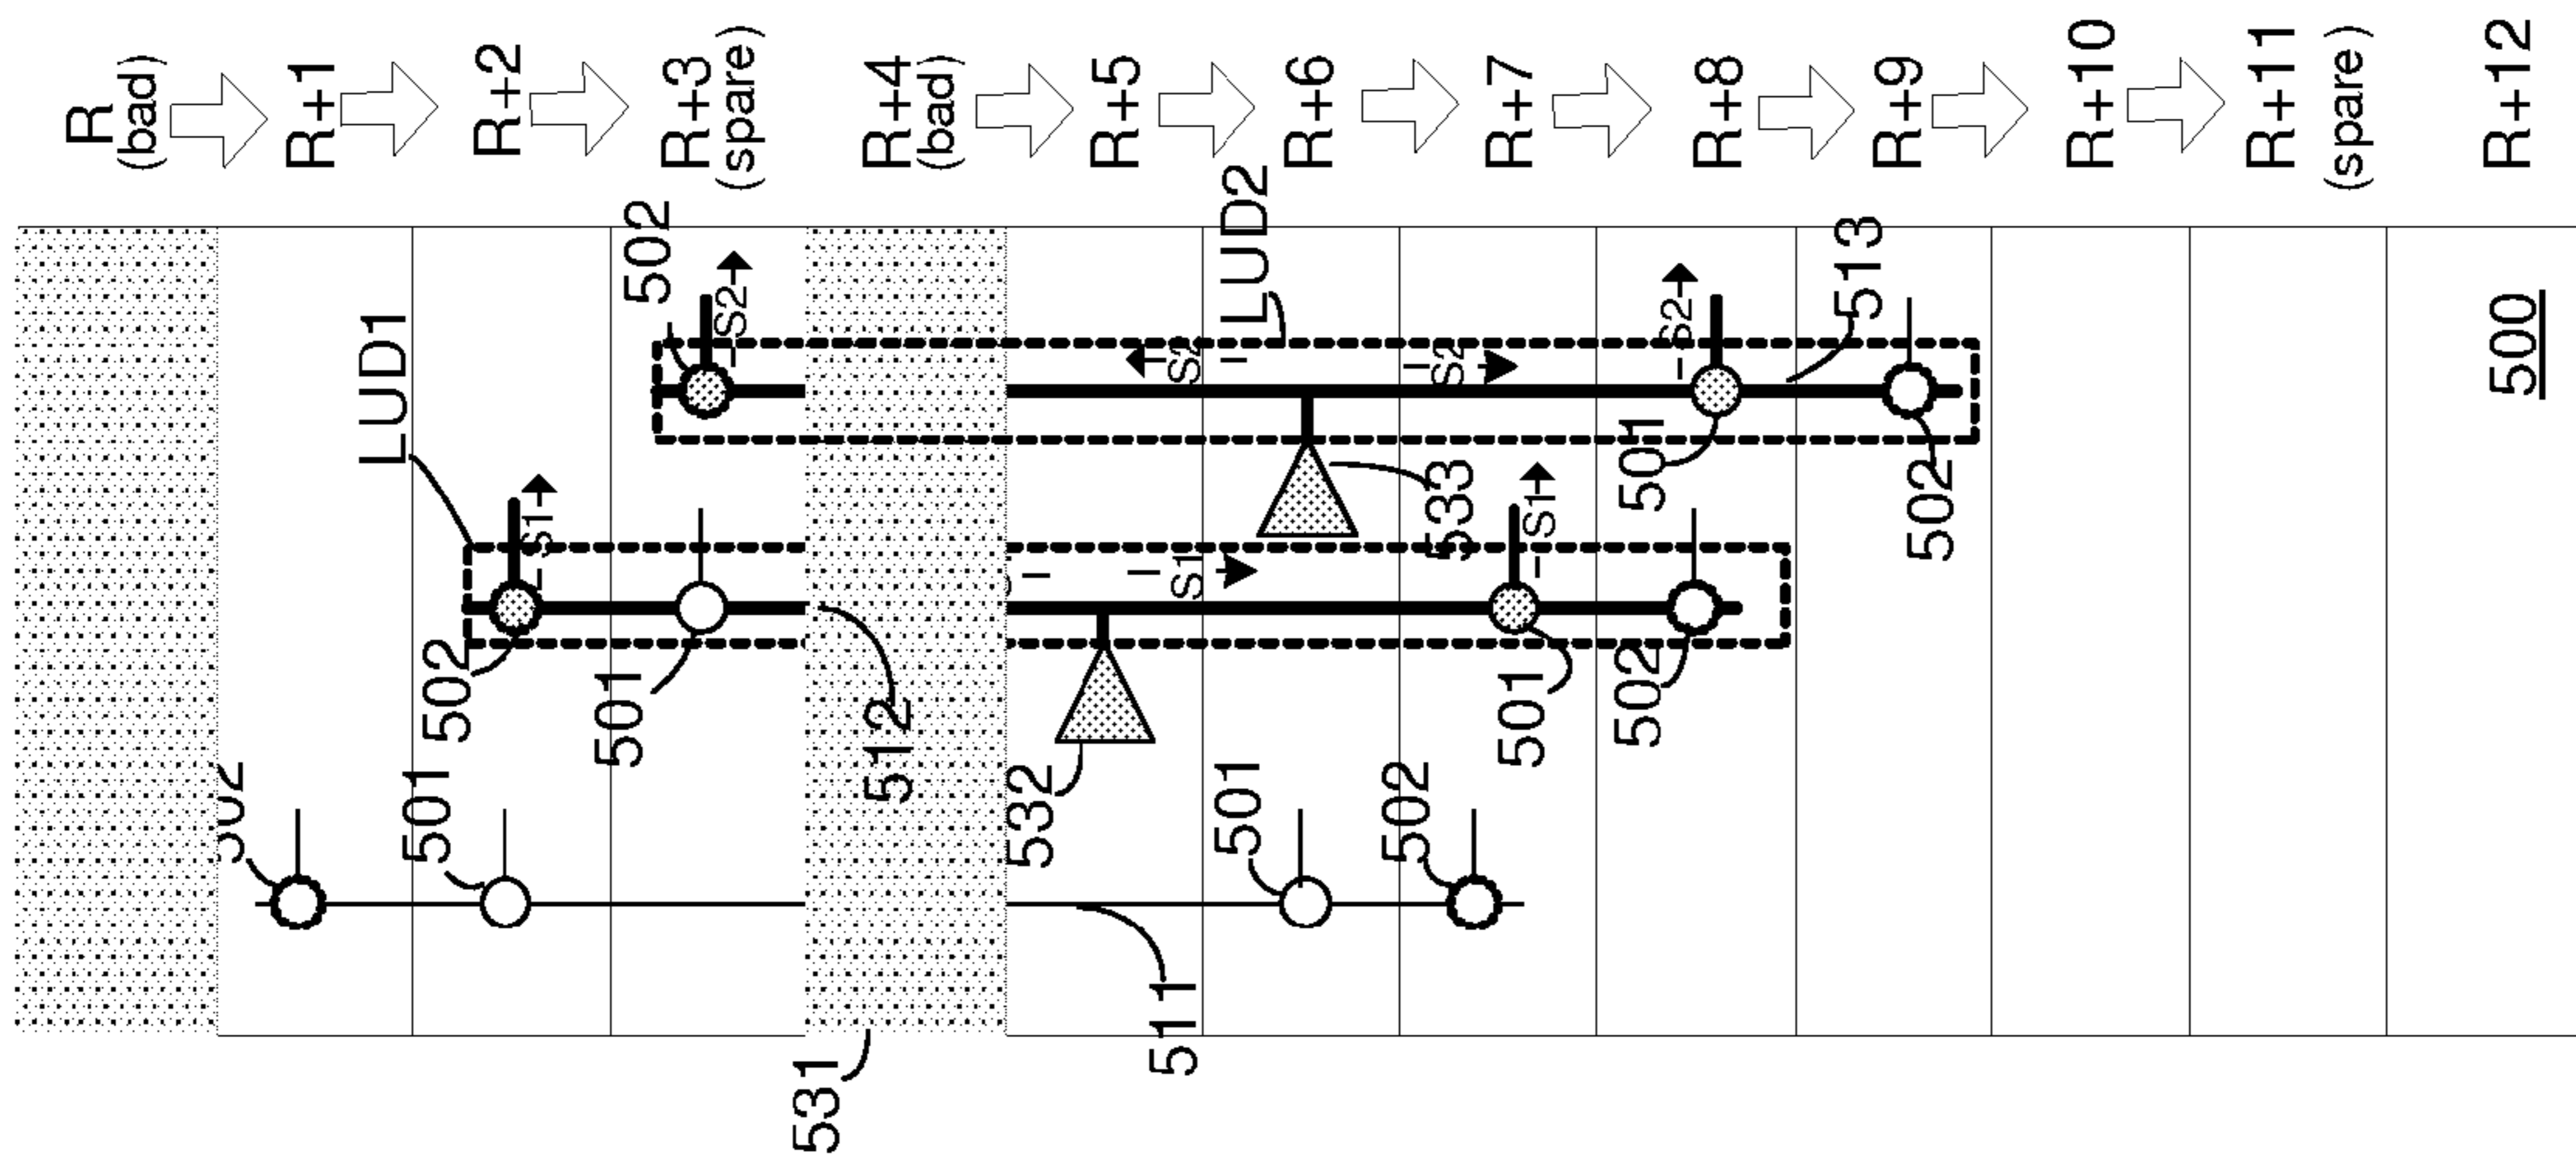 R
(bad)
R+1
R+2
R+3
(spare)
R+4
(bad)
R+5
R+6
R+7
R+8
R+9
R+10
R+11
(spare)
R+12
LUD1
502
S2
LUD2
S2
S2
S2
513
500
S1
502
501
512
S1
533
501
S1
502
501
502
501
532
501
502
511
531